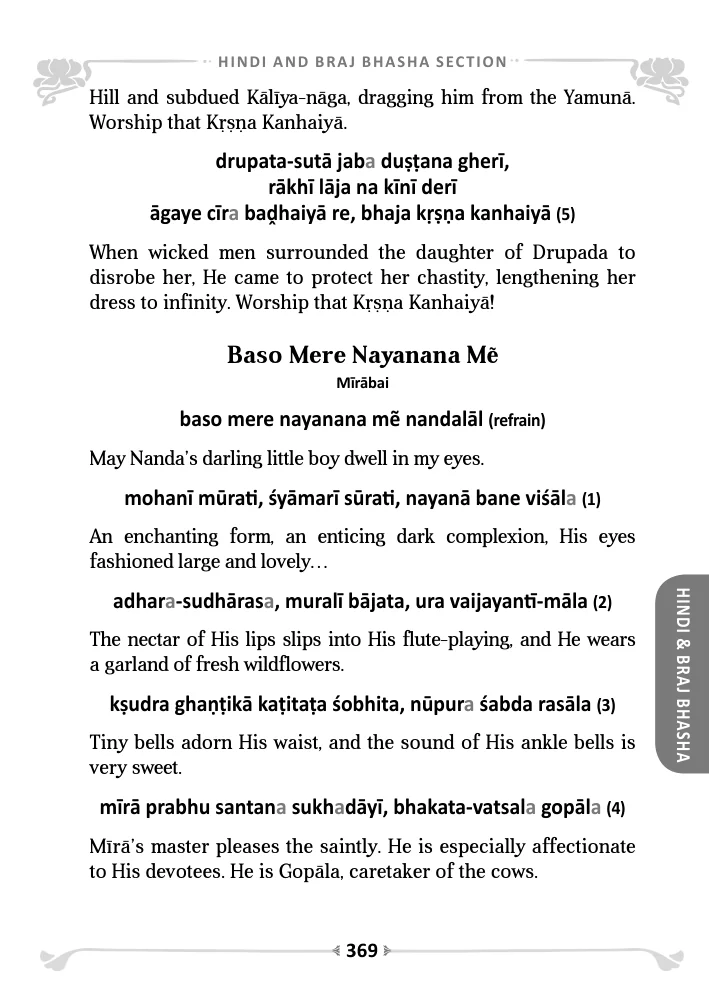 HINDI AND BRAJ BHASHA SECTION
Hill and subdued Kālīya-nāga, dragging him from the Yamunā.
Worship that Kṛṣṇa Kanhaiyā.
drupata-sutā jaba duṣṭana gherī,
rākhī lāja na kīnī derī
āgaye cīra baḓhaiyā re, bhaja kṛṣṇa kanhaiyā (5)
When wicked men surrounded the daughter of Drupada to
disrobe her, He came to protect her chastity, lengthening her
dress to infinity. Worship that Kṛṣṇa Kanhaiyā!
Baso Mere Nayanana Mẽ
Mīrābai
baso mere nayanana mẽ nandalāl (refrain)
May Nanda's darling little boy dwell in my eyes.
mohanī mūrati, śyāmarī sūrati, nayanā bane viśāla (1)
An enchanting form, an enticing dark complexion, His eyes
fashioned large and lovely…
adhara-sudhārasa, muralī bājata, ura vaijayantī-māla (2)
The nectar of His lips slips into His flute-playing, and He wears
a garland of fresh wildflowers.
kṣudra ghaṇṭikā kaṭitaṭa śobhita, nūpura śabda rasāla (3)
Tiny bells adorn His waist, and the sound of His ankle bells is
very sweet.
mīrā prabhu santana sukhadāyī, bhakata-vatsala gopāla (4)
Mīrā's master pleases the saintly. He is especially affectionate
to His devotees. He is Gopāla, caretaker of the cows.
HINDI & BRAJ BHASHA
369